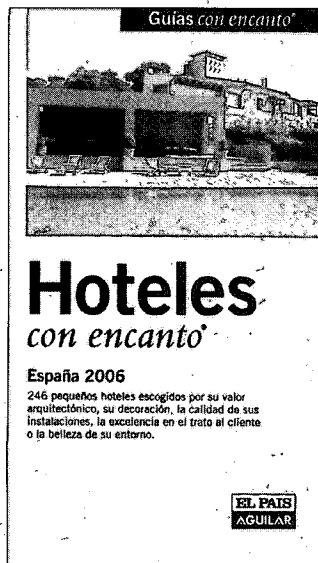 Guías con encanto
Hoteles
con encanto
España 2006
246 pequeños hoteles escogidos por su valor
arquitectónico, su decoración, la calidad de sus
instalaciones, la excelencia en el trato al cliente
o la belleza de su entorno.
EL PAIS
AGUILAR